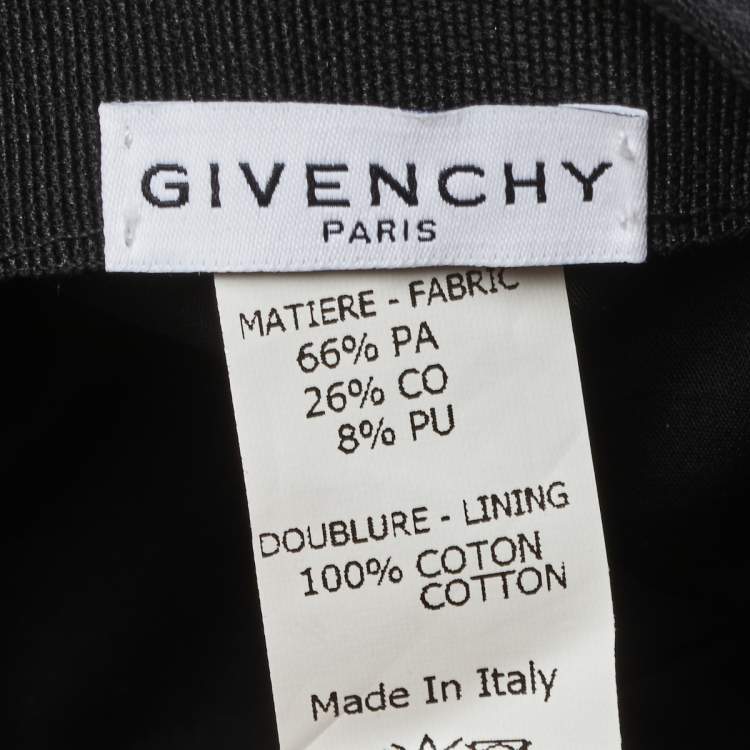 GIVENCHY
PARIS
MATIERE - FABRIC
66% PA
26% CO
8% PU
DOUBLURE - LINING
100% COTON
COTTON
Made In Italy